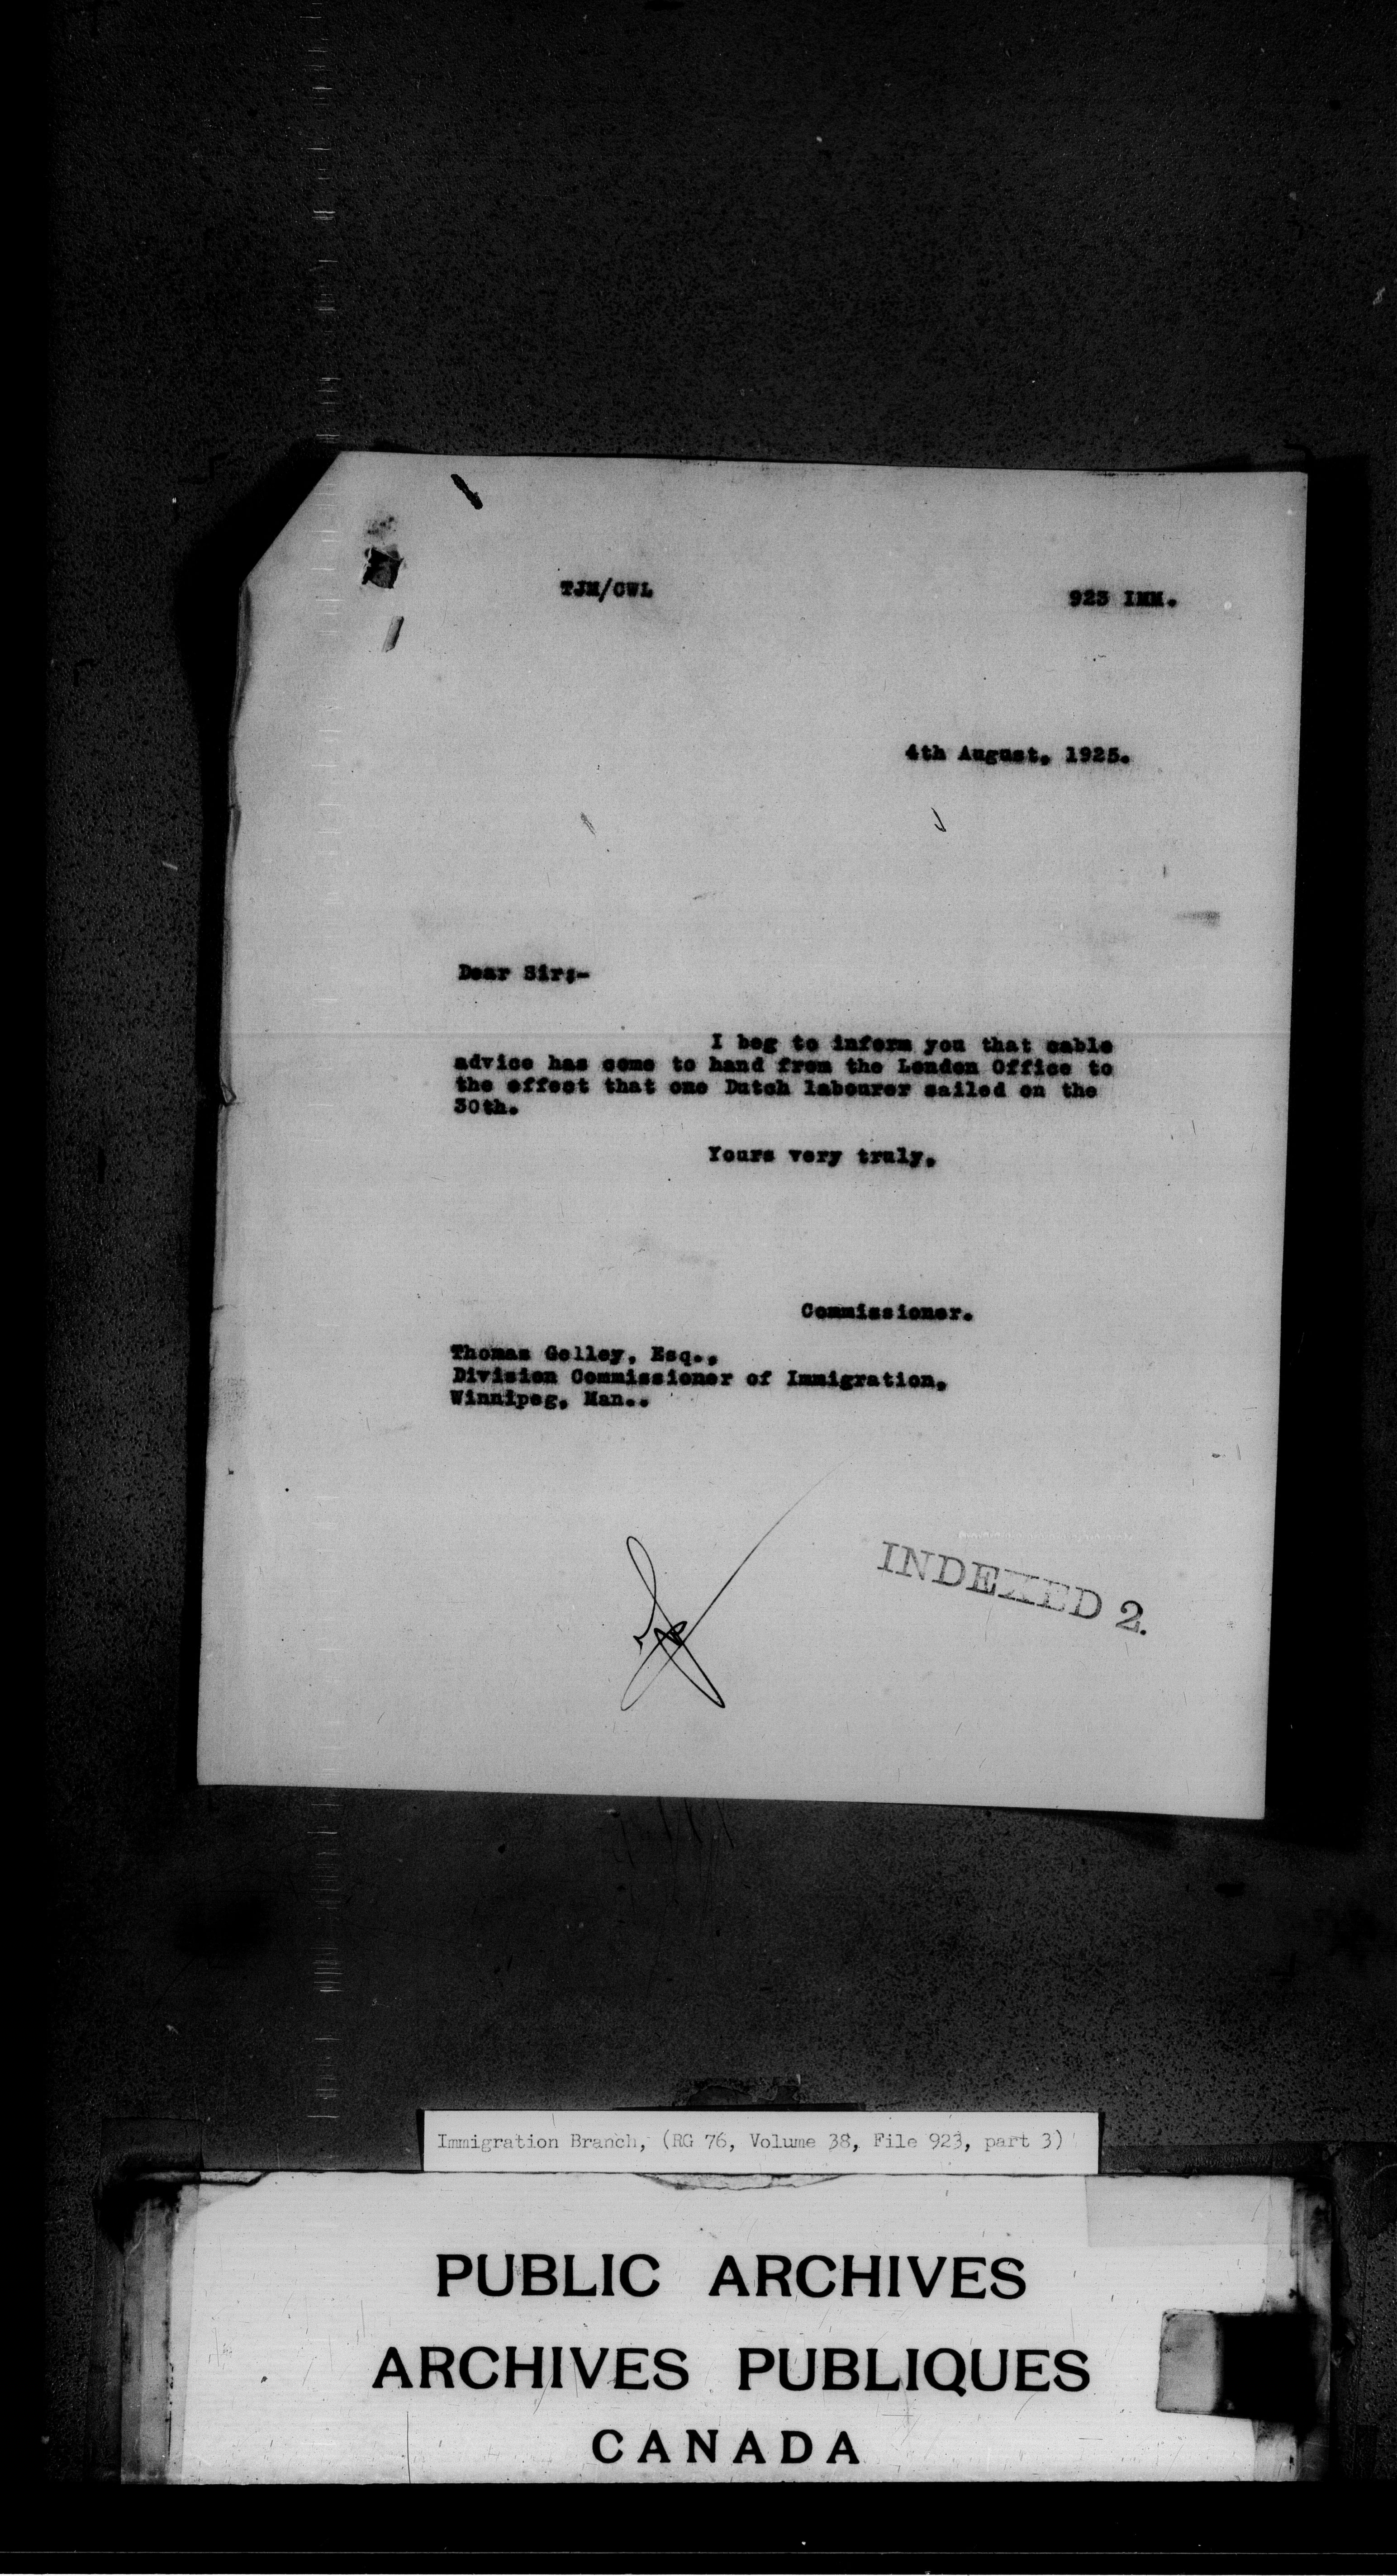 TJM/CWL 923 IMM.
4th August, 1925.
Dear Sir:-
I beg to inform you that cable
advice has come to hand from the London Office to
the effect that one Dutch labourer sailed on the
30th.
Yours very truly,
Commissioner.
Thomas Gelley, Esq.,
Division Commissioner of Immigration,
Winnipeg, Man..
INDEXED 2.
Immigration Branch, (RG 76, Volume 38, File 923, part 3)
PUBLIC ARCHIVES
ARCHIVES PUBLIQUES
CANADA